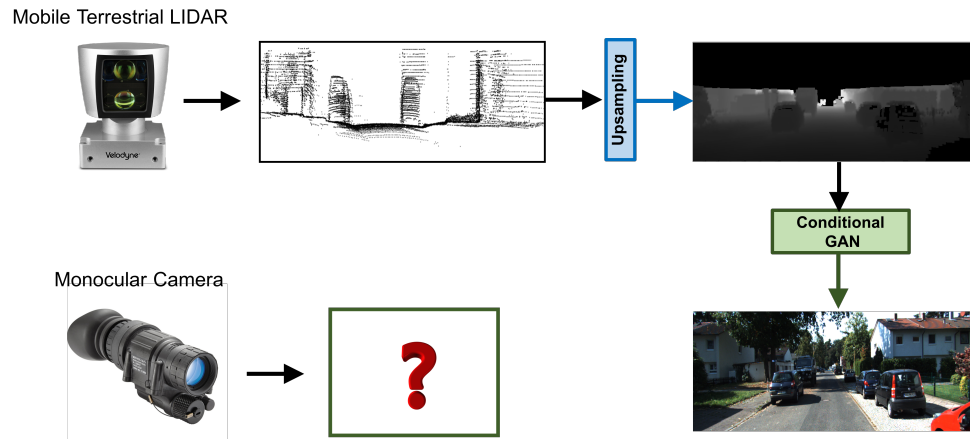 Mobile Terrestrial LIDAR
Velodyne
Upsampling
Conditional
GAN
Monocular Camera
?